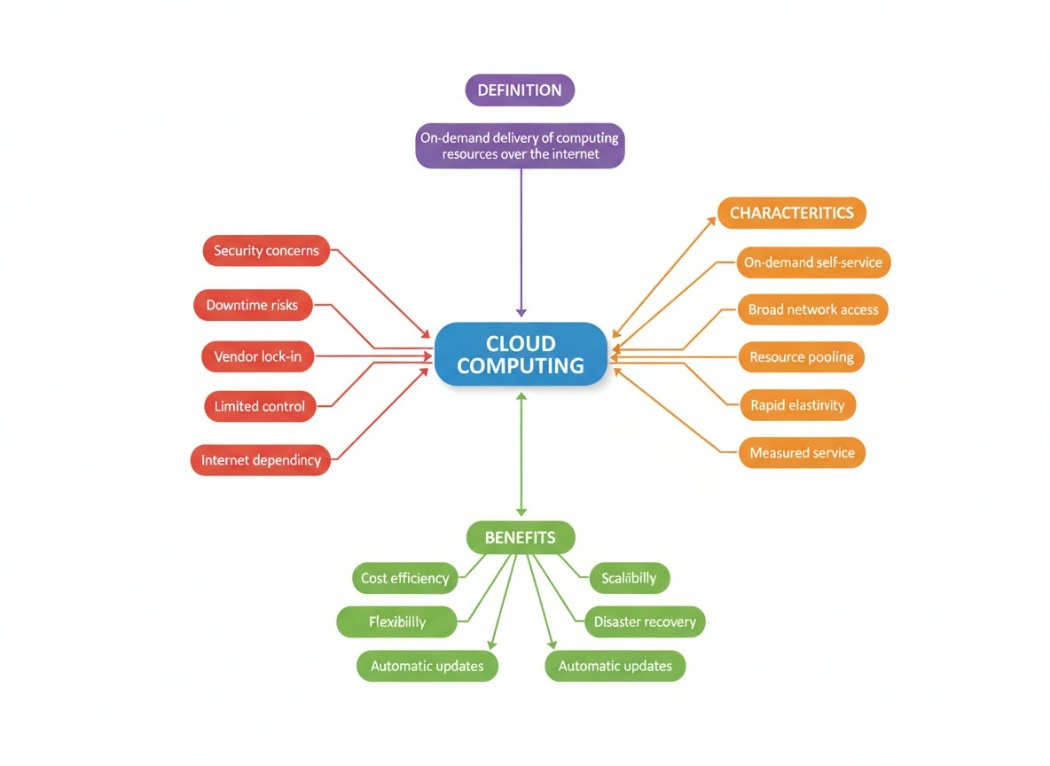 DEFINITION
On-demand delivery of computing
resources over the internet
CHARACTERITICS
On-demand self-service
Broad network access
Resource pooling
Rapid elastivity
Measured service
Security concerns
Downtime risks
Vendor lock-in
Limited control
Internet dependincy
CLOUD
COMPUTING
BENEFITS
Cost efficiency
Flexibiliy
Automatic updates
Disaster recovery
Automatic updates